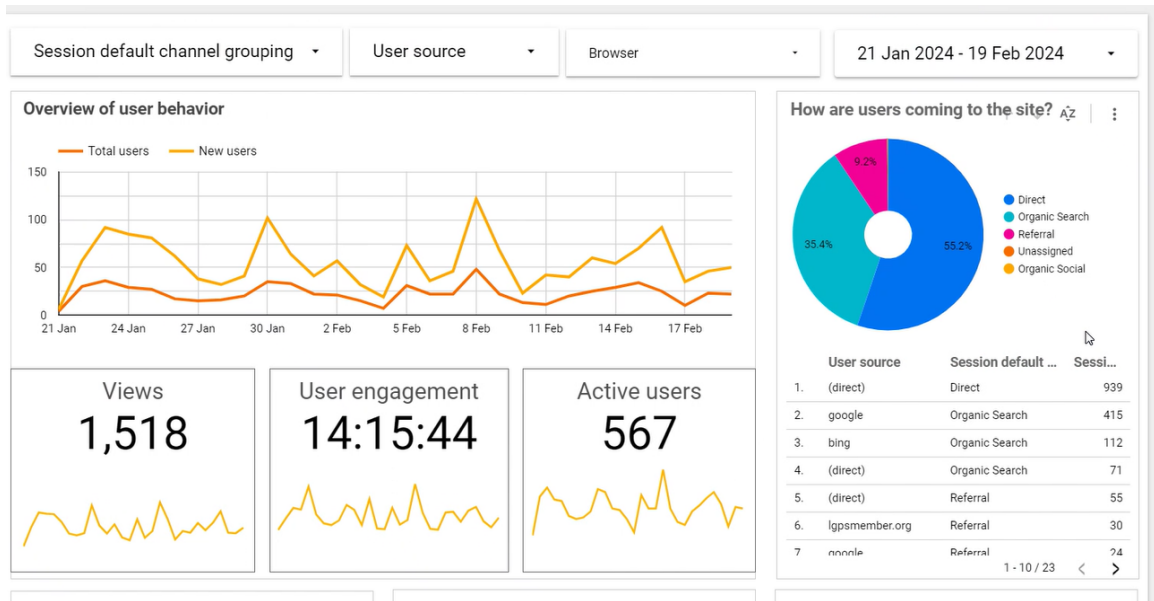 Session default channel grouping
User source
Browser
21 Jan 2024 - 19 Feb 2024
Overview of user behavior
Total users
New users
150
100
50
0
21 Jan
24 Jan
27 Jan
30 Jan
2 Feb
5 Feb
8 Feb
11 Feb
14 Feb
17 Feb
Views
1,518
User engagement
14:15:44
Active users
567
How are users coming to the site?
AZ
9.2%
35.4%
55.2%
Direct
Organic Search
Referral
Unassigned
Organic Social
User source Session default ... Sessi...
1. (direct) Direct 939
2. google Organic Search 415
3. bing Organic Search 112
4. (direct) Organic Search 71
5. (direct) Referral 55
6. lgpsmember.org Referral 30
7. google Referral 24
1 - 10 / 23